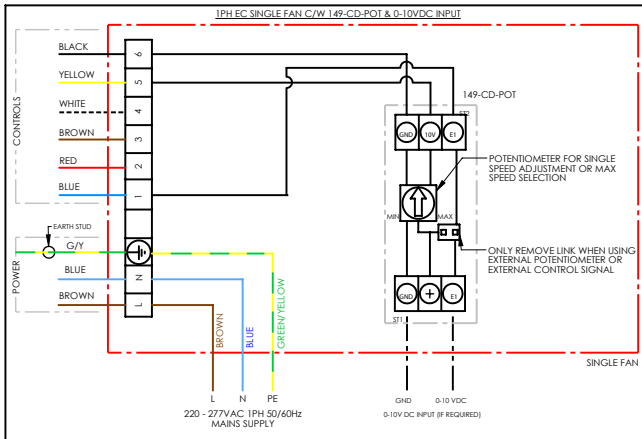 1PH EC SINGLE FAN C/W 149-CD-POT & 0-10VDC INPUT
CONTROLS
BLACK
YELLOW
WHITE
BROWN
RED
BLUE
6
5
4
3
2
1
POWER
EARTH STUD
G/Y
BLUE
BROWN
N
L
BROWN
BLUE
GREEN/YELLOW
L N PE
220 - 277VAC 1PH 50/60Hz
MAINS SUPPLY
149-CD-POT
ST2
GND 10V E1
POTENTIOMETER FOR SINGLE
SPEED ADJUSTMENT OR MAX
SPEED SELECTION
MIN MAX
ONLY REMOVE LINK WHEN USING
EXTERNAL POTENTIOMETER OR
EXTERNAL CONTROL SIGNAL
GND + E1
ST1
SINGLE FAN
GND 0-10 VDC
0-10V DC INPUT (IF REQUIRED)